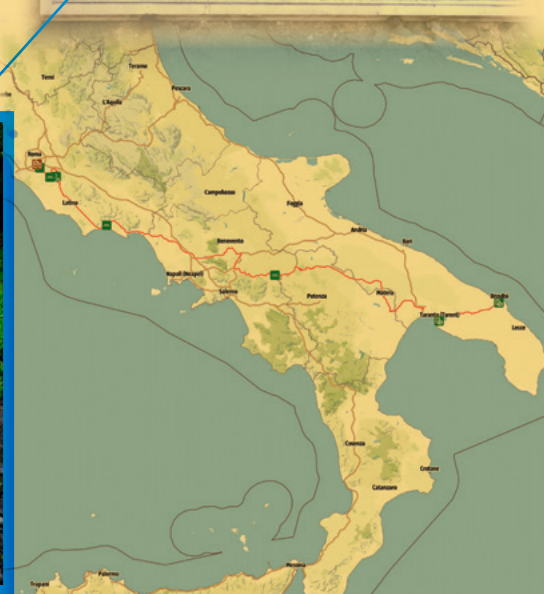 Terni
Teramo
Pescara
L'Aquila
Roma
Latina
Campobasso
Foggia
Andria
Bari
Benevento
Napoli (Neapel)
Salerno
Potenza
Matera
Taranto (Tarent)
Brindisi
Lecce
Cosenza
Crotone
Catanzaro
Messina
Palermo
Trapani